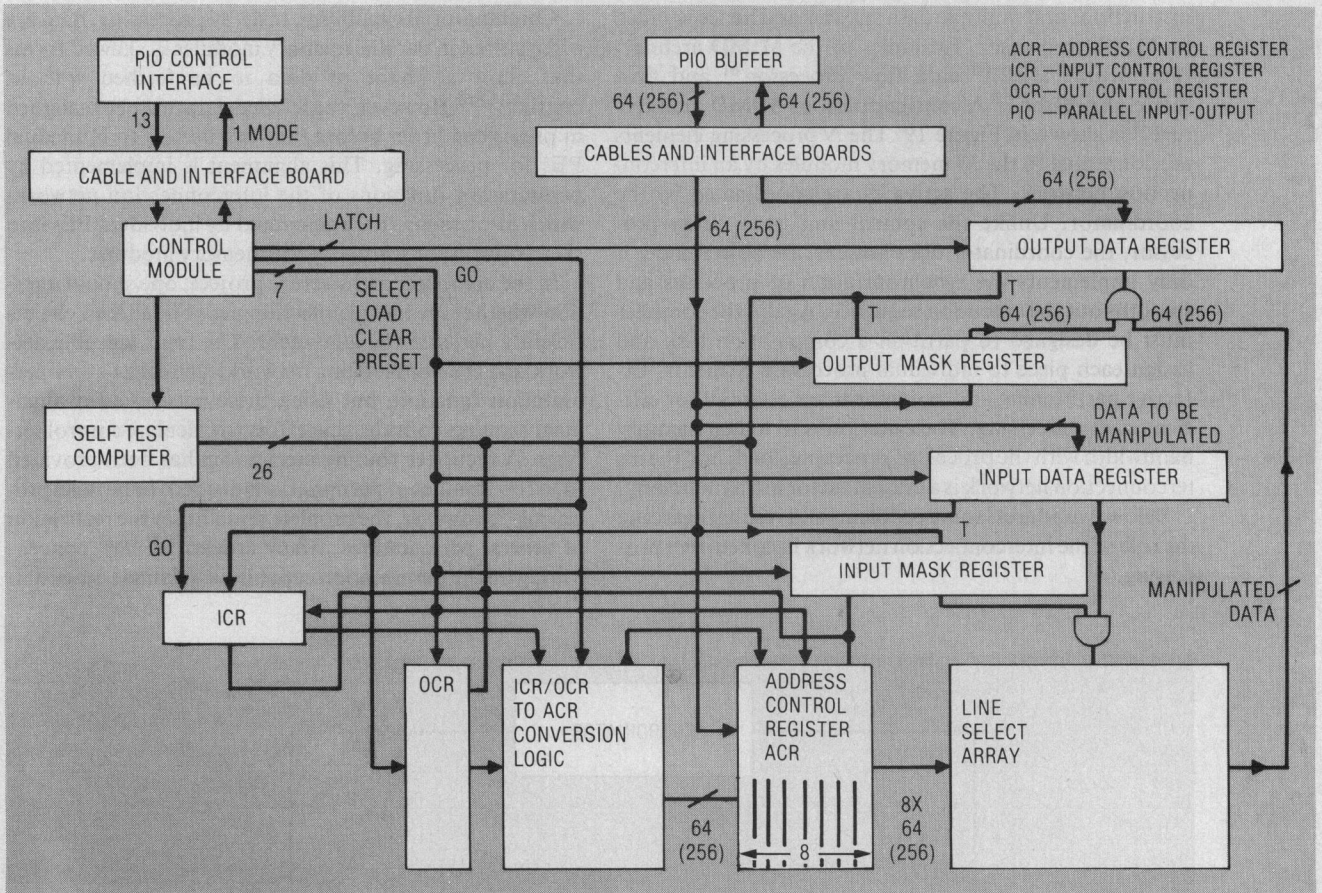 PIO CONTROL
INTERFACE
13
1 MODE
CABLE AND INTERFACE BOARD
CONTROL
MODULE
LATCH
7
GO
SELECT
LOAD
CLEAR
PRESET
SELF TEST
COMPUTER
26
PIO BUFFER
64 (256)
64 (256)
CABLES AND INTERFACE BOARDS
64 (256)
64 (256)
ACR—ADDRESS CONTROL REGISTER
ICR —INPUT CONTROL REGISTER
OCR—OUT CONTROL REGISTER
PIO —PARALLEL INPUT-OUTPUT
OUTPUT DATA REGISTER
T
T
64 (256)
64 (256)
OUTPUT MASK REGISTER
DATA TO BE
MANIPULATED
INPUT DATA REGISTER
T
INPUT MASK REGISTER
MANIPULATED
DATA
GO
ICR
OCR
ICR/OCR
TO ACR
CONVERSION
LOGIC
64
(256)
ADDRESS
CONTROL
REGISTER
ACR
8
8X
64
(256)
LINE
SELECT
ARRAY